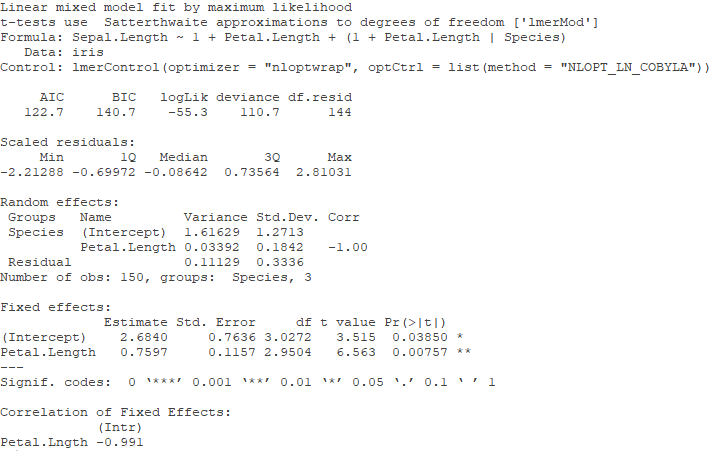 Linear mixed model fit by maximum likelihood
t-tests use  Satterthwaite approximations to degrees of freedom ['lmerMod']
Formula: Sepal.Length ~ 1 + Petal.Length + (1 + Petal.Length | Species)
   Data: iris
Control: lmerControl(optimizer = "nloptwrap", optCtrl = list(method = "NLOPT_LN_COBYLA"))
     AIC      BIC   logLik deviance df.resid
   122.7    140.7    -55.3    110.7      144
Scaled residuals:
     Min       1Q   Median       3Q      Max
-2.21288 -0.69972 -0.08642  0.73564  2.81031
Random effects:
 Groups   Name         Variance Std.Dev. Corr
 Species  (Intercept)  1.61629  1.2713
          Petal.Length 0.03392  0.1842   -1.00
 Residual              0.11129  0.3336
Number of obs: 150, groups:  Species, 3
Fixed effects:
             Estimate Std. Error     df t value Pr(>|t|)
(Intercept)    2.6840     0.7636 3.0272   3.515  0.03850 *
Petal.Length   0.7597     0.1157 2.9504   6.563  0.00757 **
---
Signif. codes:  0 ‘***’ 0.001 ‘**’ 0.01 ‘*’ 0.05 ‘.’ 0.1 ‘ ’ 1
Correlation of Fixed Effects:
            (Intr)
Petal.Lngth -0.991